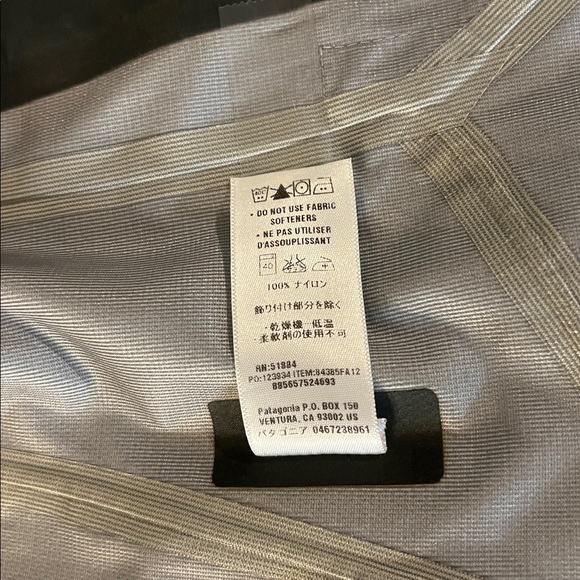 • DO NOT USE FABRIC
SOFTENERS
• NE PAS UTILISER
D'ASSOUPLISSANT
40
100% ナイロン
飾り付け部分を除く
・乾燥機－低温
・柔軟剤の使用不可
RN:51884
PO:123934 ITEM:84385FA12
885657524693
Patagonia P.O. BOX 150
VENTURA, CA 93002 US
パタゴニア 0467238961